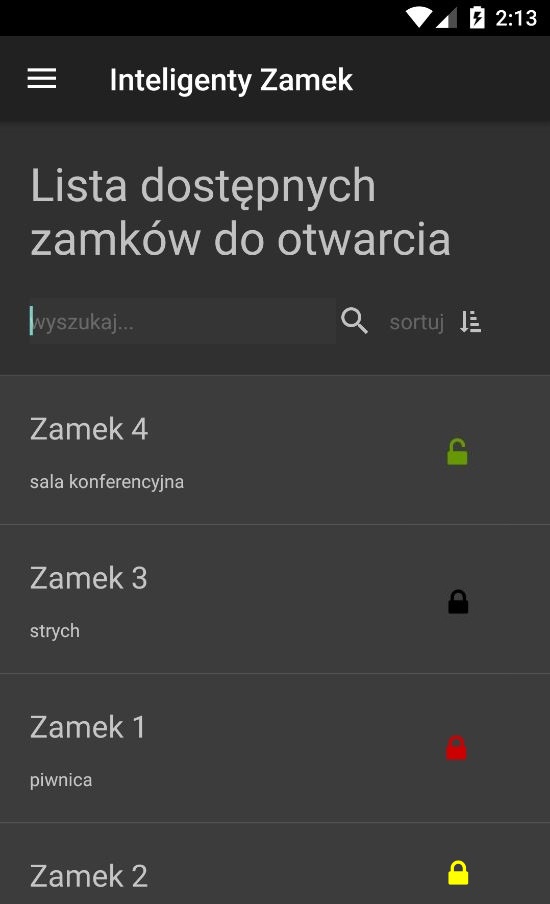 2:13
Inteligenty Zamek
Lista dostępnych
zamków do otwarcia
wyszukaj...
sortuj
Zamek 4
sala konferencyjna
Zamek 3
strych
Zamek 1
piwnica
Zamek 2